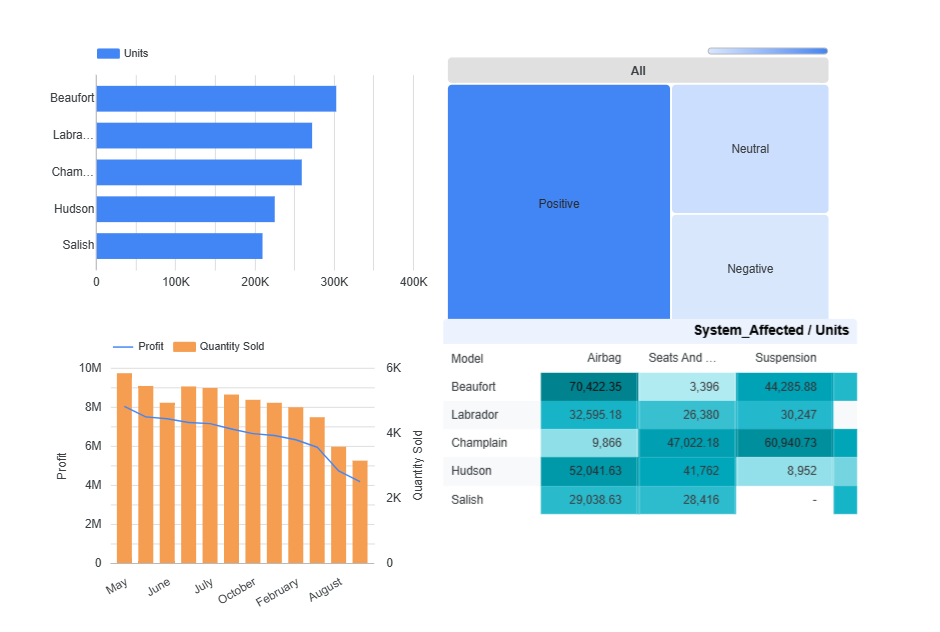 Units
Beaufort
Labra...
Cham...
Hudson
Salish
0 100K 200K 300K 400K
All
Positive
Neutral
Negative
Profit Quantity Sold
10M
8M
6M
4M
2M
0
Profit
6K
4K
2K
0
Quantity Sold
May June July October February August
System_Affected / Units
Model Airbag Seats And ... Suspension
Beaufort 70,422.35 3,396 44,285.88
Labrador 32,595.18 26,380 30,247
Champlain 9,866 47,022.18 60,940.73
Hudson 52,041.63 41,762 8,952
Salish 29,038.63 28,416 -